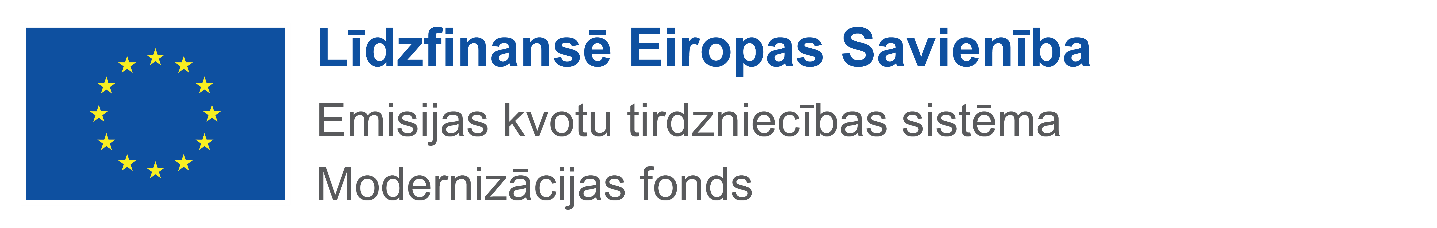 Līdzfinansē Eiropas Savienība
Emisijas kvotu tirdzniecības sistēma
Modernizācijas fonds